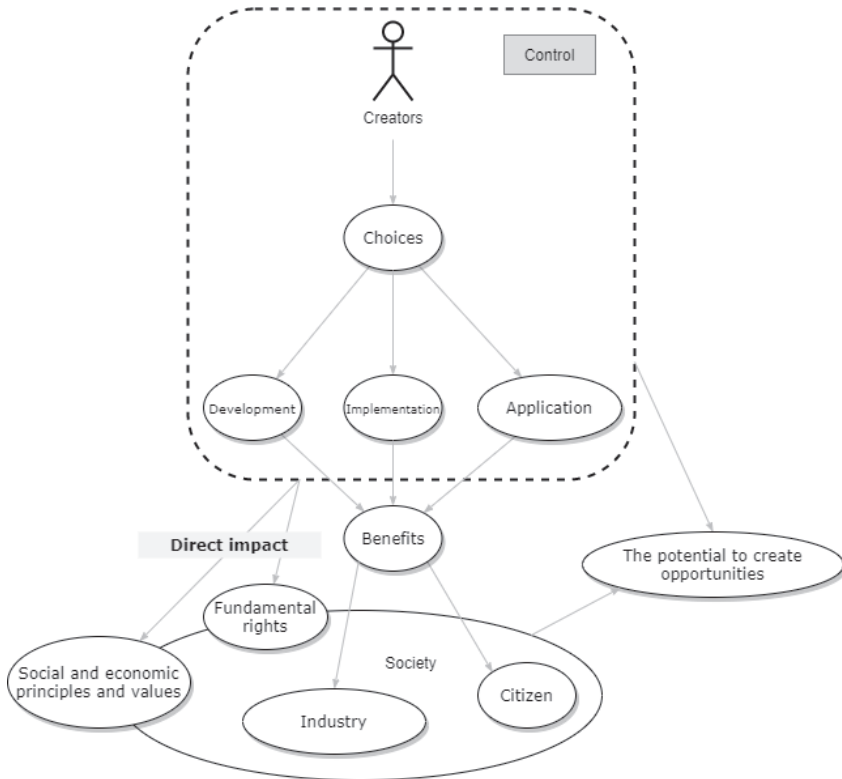 Control
Creators
Choices
Development
Implementation
Application
Direct impact
Benefits
The potential to create
opportunities
Fundamental
rights
Society
Social and economic
principles and values
Citizen
Industry